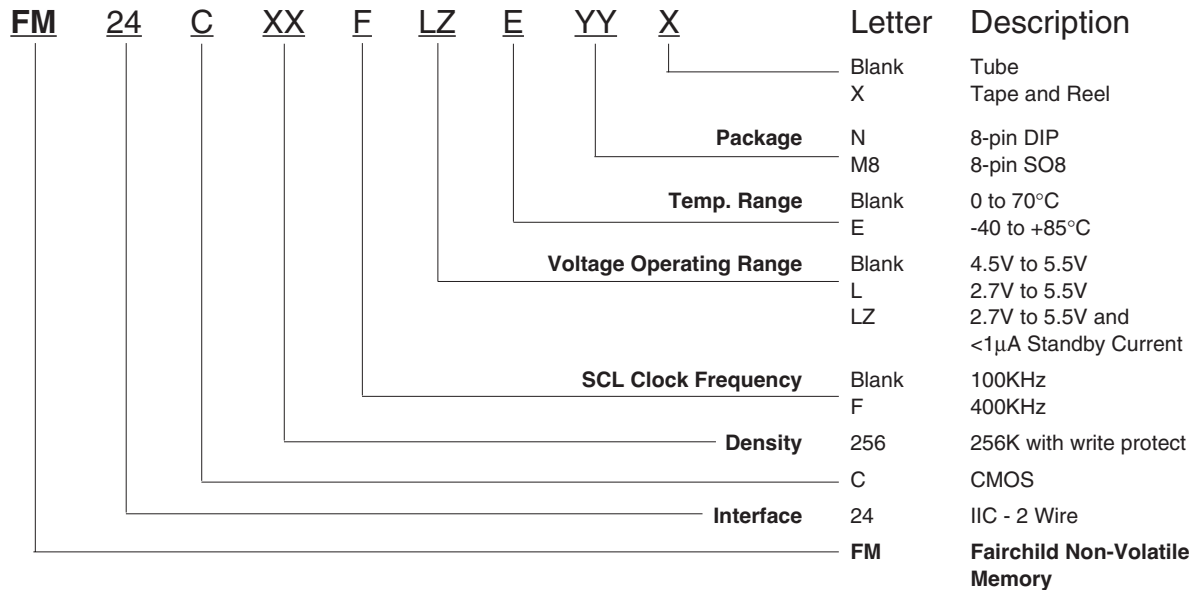 FM 24 C XX F LZ E YY X Letter Description
Blank Tube
X Tape and Reel
Package N 8-pin DIP
M8 8-pin SO8
Temp. Range Blank 0 to 70°C
E -40 to +85°C
Voltage Operating Range Blank 4.5V to 5.5V
L 2.7V to 5.5V
LZ 2.7V to 5.5V and
<1µA Standby Current
SCL Clock Frequency Blank 100KHz
F 400KHz
Density 256 256K with write protect
C CMOS
Interface 24 IIC - 2 Wire
FM Fairchild Non-Volatile
Memory